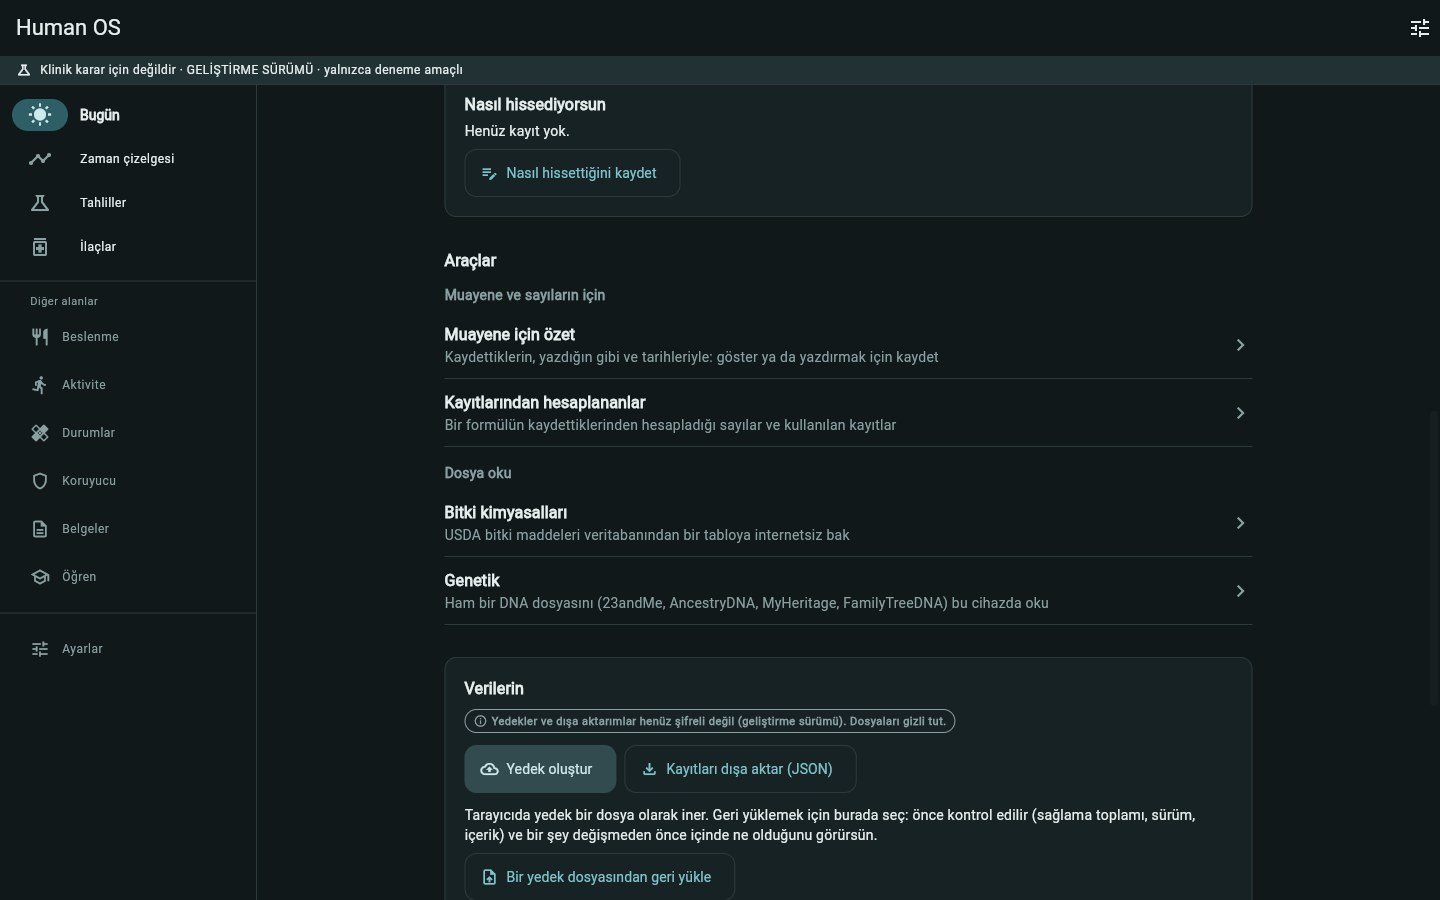 Human OS
Klinik karar için değildir · GELİŞTİRME SÜRÜMÜ · yalnızca deneme amaçlı
Bugün
Zaman çizelgesi
Tahliller
İlaçlar
Diğer alanlar
Beslenme
Aktivite
Durumlar
Koruyucu
Belgeler
Öğren
Ayarlar
Nasıl hissediyorsun
Henüz kayıt yok.
Nasıl hissettiğini kaydet
Araçlar
Muayene ve sayıların için
Muayene için özet
Kaydettiklerin, yazdığın gibi ve tarihleriyle: göster ya da yazdırmak için kaydet
Kayıtlarından hesaplananlar
Bir formülün kaydettiklerinden hesapladığı sayılar ve kullanılan kayıtlar
Dosya oku
Bitki kimyasalları
USDA bitki maddeleri veritabanından bir tabloya internetsiz bak
Genetik
Ham bir DNA dosyasını (23andMe, AncestryDNA, MyHeritage, FamilyTreeDNA) bu cihazda oku
Verilerin
Yedekler ve dışa aktarımlar henüz şifreli değil (geliştirme sürümü). Dosyaları gizli tut.
Yedek oluştur
Kayıtları dışa aktar (JSON)
Tarayıcıda yedek bir dosya olarak iner. Geri yüklemek için burada seç: önce kontrol edilir (sağlama toplamı, sürüm,
içerik) ve bir şey değişmeden önce içinde ne olduğunu görürsün.
Bir yedek dosyasından geri yükle